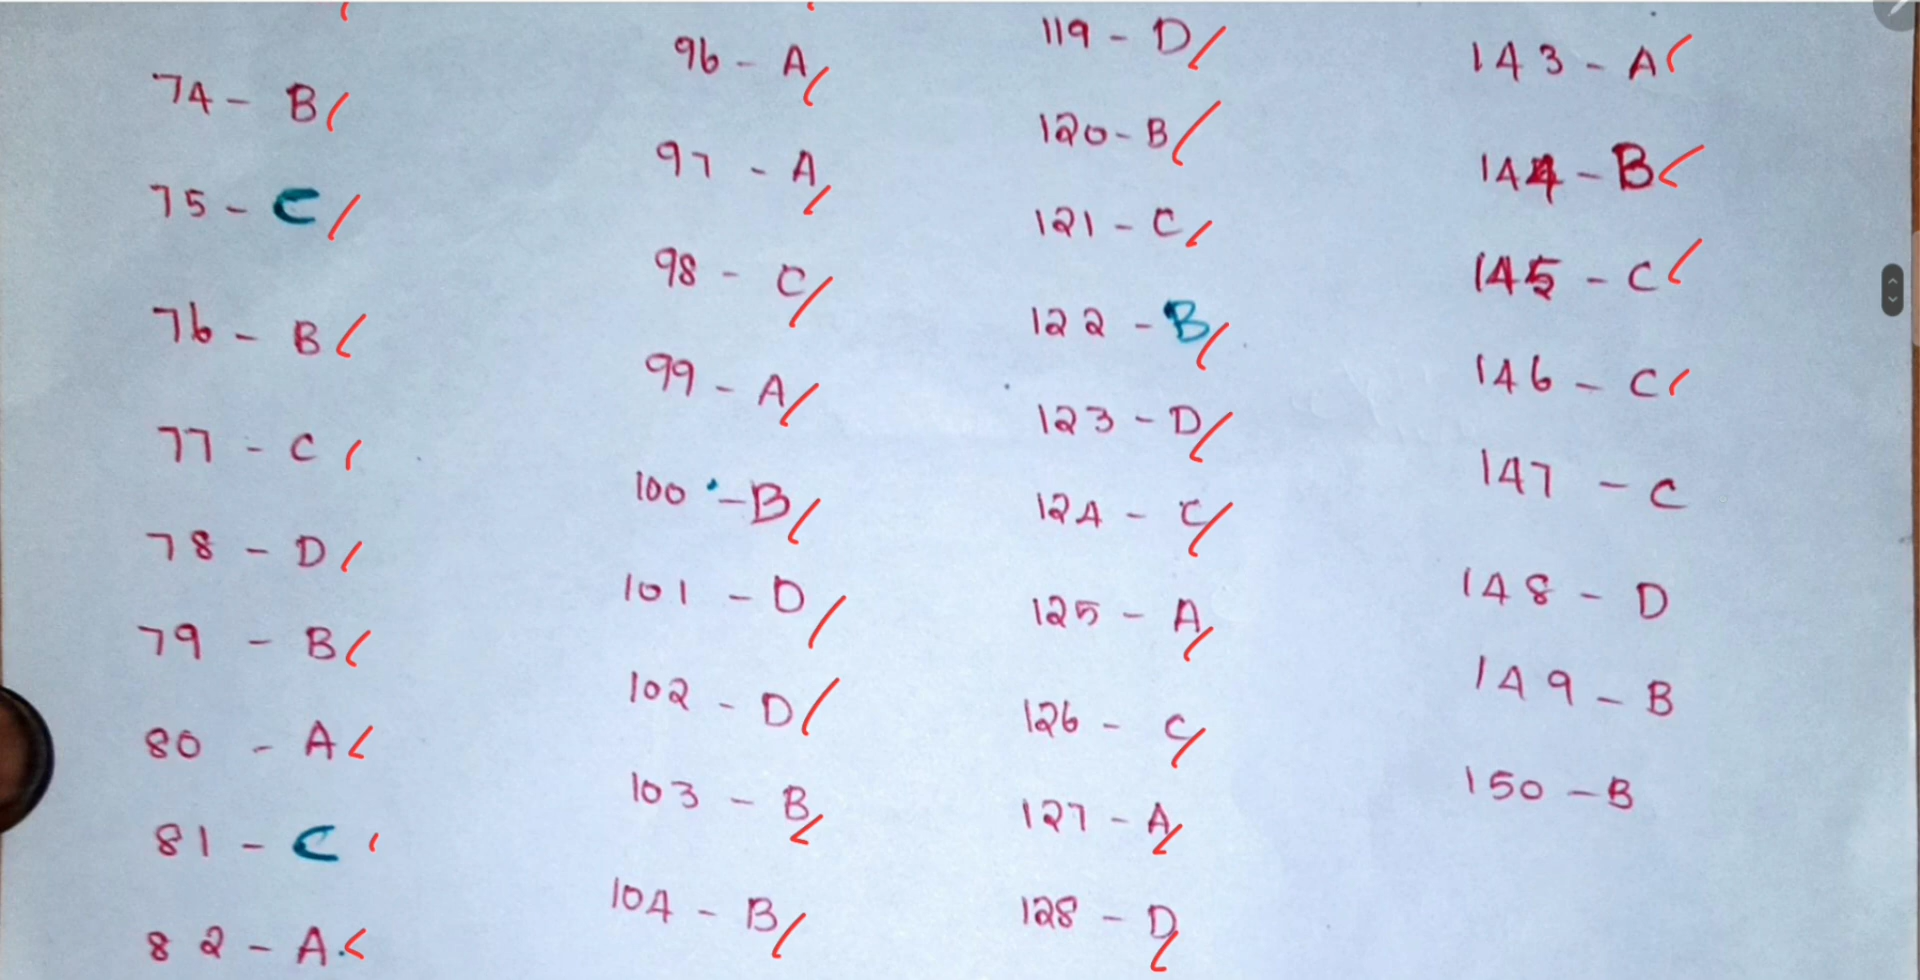 74 - B
75 - C
76 - B
77 - C
78 - D
79 - B
80 - A
81 - C
82 - A
96 - A
97 - A
98 - C
99 - A
100 - B
101 - D
102 - D
103 - B
104 - B
119 - D
120 - B
121 - C
122 - B
123 - D
124 - C
125 - A
126 - C
127 - A
128 - D
143 - A
144 - B
145 - C
146 - C
147 - C
148 - D
149 - B
150 - B